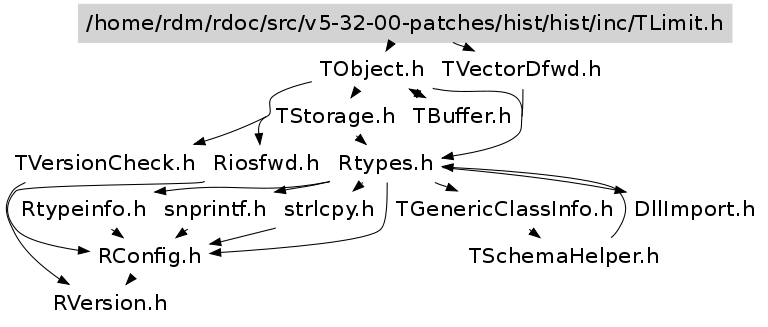 /home/rdm/rdoc/src/v5-32-00-patches/hist/hist/inc/TLimit.h
TObject.h TVectorDfwd.h
TStorage.h TBuffer.h
TVersionCheck.h Riosfwd.h Rtypes.h
Rtypeinfo.h snprintf.h strlcpy.h TGenericClassInfo.h DllImport.h
RConfig.h TSchemaHelper.h
RVersion.h